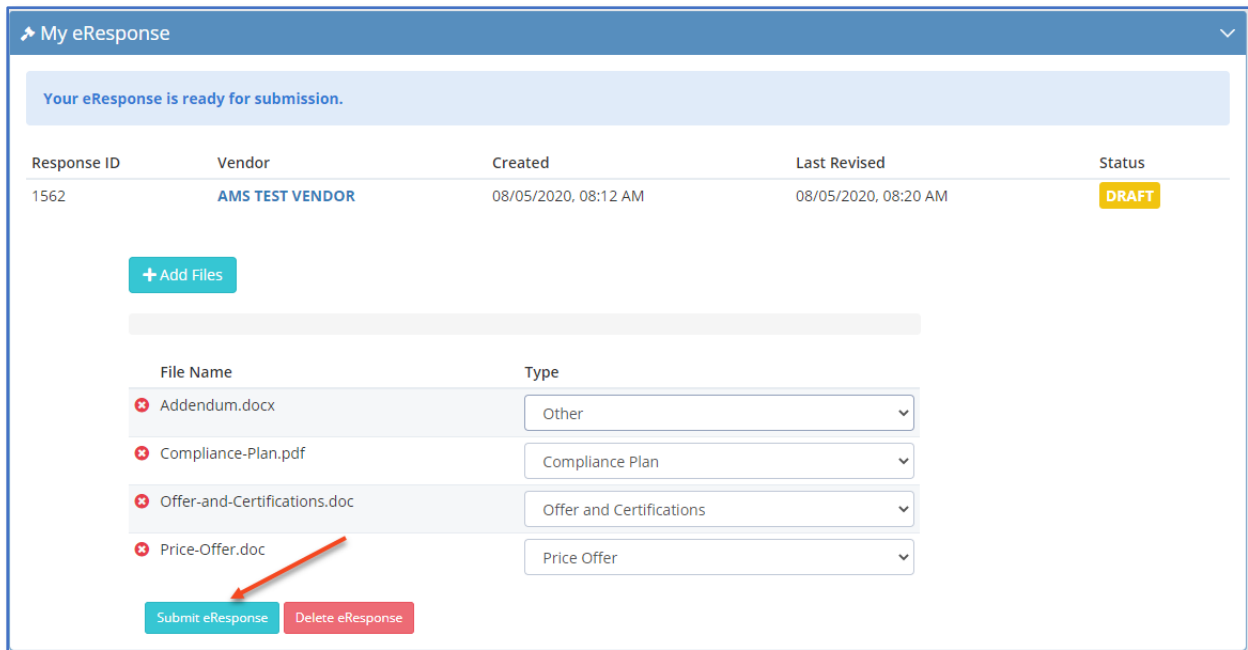 My eResponse
Your eResponse is ready for submission.
Response ID Vendor Created Last Revised Status
1562 AMS TEST VENDOR 08/05/2020, 08:12 AM 08/05/2020, 08:20 AM DRAFT
Add Files
File Name Type
Addendum.docx Other
Compliance-Plan.pdf Compliance Plan
Offer-and-Certifications.doc Offer and Certifications
Price-Offer.doc Price Offer
Submit eResponse Delete eResponse